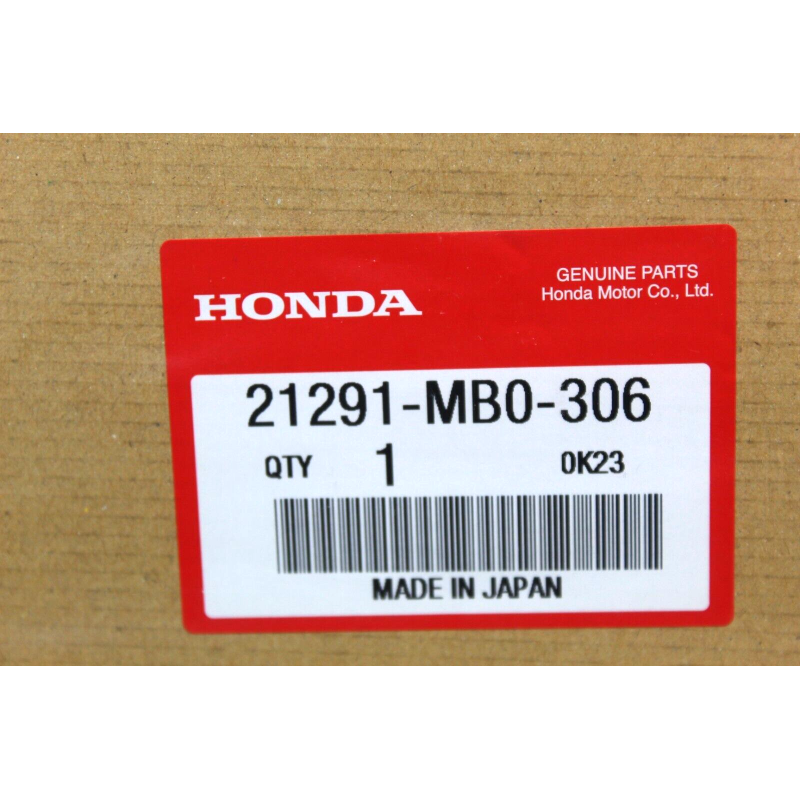 HONDA
GENUINE PARTS
Honda Motor Co., Ltd.
21291-MB0-306
QTY 1 0K23
MADE IN JAPAN